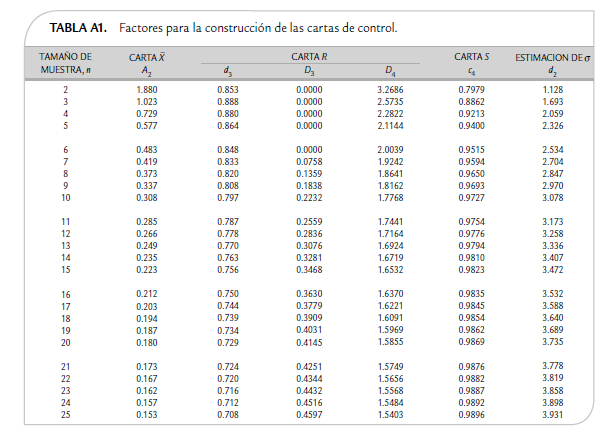 TABLA A1. Factores para la construcción de las cartas de control.
TAMAÑO DE CARTA X̄ CARTA R CARTA S ESTIMACION DE σ
MUESTRA, n A₂ d₃ D₃ D₄ c₄ d₂
2 1.880 0.853 0.0000 3.2686 0.7979 1.128
3 1.023 0.888 0.0000 2.5735 0.8862 1.693
4 0.729 0.880 0.0000 2.2822 0.9213 2.059
5 0.577 0.864 0.0000 2.1144 0.9400 2.326
6 0.483 0.848 0.0000 2.0039 0.9515 2.534
7 0.419 0.833 0.0758 1.9242 0.9594 2.704
8 0.373 0.820 0.1359 1.8641 0.9650 2.847
9 0.337 0.808 0.1838 1.8162 0.9693 2.970
10 0.308 0.797 0.2232 1.7768 0.9727 3.078
11 0.285 0.787 0.2559 1.7441 0.9754 3.173
12 0.266 0.778 0.2836 1.7164 0.9776 3.258
13 0.249 0.770 0.3076 1.6924 0.9794 3.336
14 0.235 0.763 0.3281 1.6719 0.9810 3.407
15 0.223 0.756 0.3468 1.6532 0.9823 3.472
16 0.212 0.750 0.3630 1.6370 0.9835 3.532
17 0.203 0.744 0.3779 1.6221 0.9845 3.588
18 0.194 0.739 0.3909 1.6091 0.9854 3.640
19 0.187 0.734 0.4031 1.5969 0.9862 3.689
20 0.180 0.729 0.4145 1.5855 0.9869 3.735
21 0.173 0.724 0.4251 1.5749 0.9876 3.778
22 0.167 0.720 0.4344 1.5656 0.9882 3.819
23 0.162 0.716 0.4432 1.5568 0.9887 3.858
24 0.157 0.712 0.4516 1.5484 0.9892 3.898
25 0.153 0.708 0.4597 1.5403 0.9896 3.931